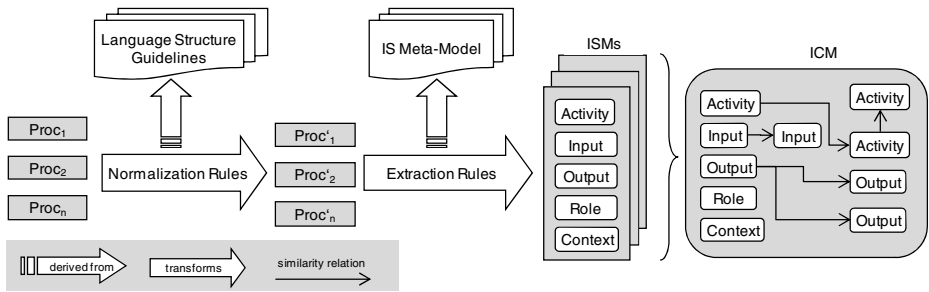 Language Structure
Guidelines
IS Meta-Model
ISMs
ICM
Proc1
Proc2
Procn
Normalization Rules
Proc‘1
Proc‘2
Proc‘n
Extraction Rules
Activity
Input
Output
Role
Context
Activity
Activity
Input
Input
Activity
Output
Output
Role
Output
Context
derived from
transforms
similarity relation